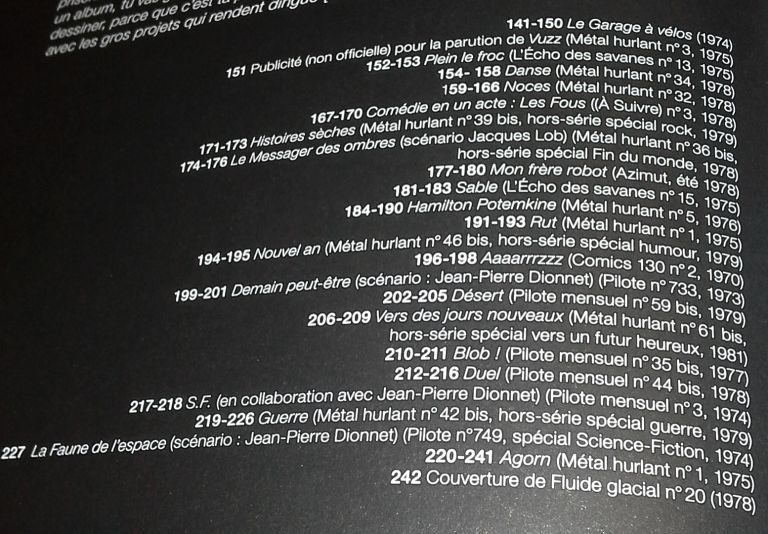 un album, tu
dessiner, parce que c'est
avec les gros projets qui rendent dingue
141-150 Le Garage à vélos (1974)
151 Publicité (non officielle) pour la parution de Vuzz (Métal hurlant n°3, 1975)
152-153 Plein le froc (L'Écho des savanes n°13, 1975)
154- 158 Danse (Métal hurlant n°34, 1978)
159-166 Noces (Métal hurlant n°32, 1978)
167-170 Comédie en un acte : Les Fous ((À Suivre) n°3, 1978)
171-173 Histoires sèches (Métal hurlant n°39 bis, hors-série spécial rock, 1979)
174-176 Le Messager des ombres (scénario Jacques Lob) (Métal hurlant n°36 bis,
hors-série spécial Fin du monde, 1978)
177-180 Mon frère robot (Azimut, été 1978)
181-183 Sable (L'Écho des savanes n°15, 1975)
184-190 Hamilton Potemkine (Métal hurlant n°5, 1976)
191-193 Rut (Métal hurlant n°1, 1975)
194-195 Nouvel an (Métal hurlant n°46 bis, hors-série spécial humour, 1979)
196-198 Aaaarrrzzz (Comics 130 n°2, 1970)
199-201 Demain peut-être (scénario : Jean-Pierre Dionnet) (Pilote n°733, 1973)
202-205 Désert (Pilote mensuel n°59 bis, 1979)
206-209 Vers des jours nouveaux (Métal hurlant n°61 bis,
hors-série spécial vers un futur heureux, 1981)
210-211 Blob ! (Pilote mensuel n°35 bis, 1977)
212-216 Duel (Pilote mensuel n°44 bis, 1978)
217-218 S.F. (en collaboration avec Jean-Pierre Dionnet) (Pilote mensuel n°3, 1974)
219-226 Guerre (Métal hurlant n°42 bis, hors-série spécial guerre, 1979)
227 La Faune de l'espace (scénario : Jean-Pierre Dionnet) (Pilote n°749, spécial Science-Fiction, 1974)
220-241 Agorn (Métal hurlant n°1, 1975)
242 Couverture de Fluide glacial n°20 (1978)